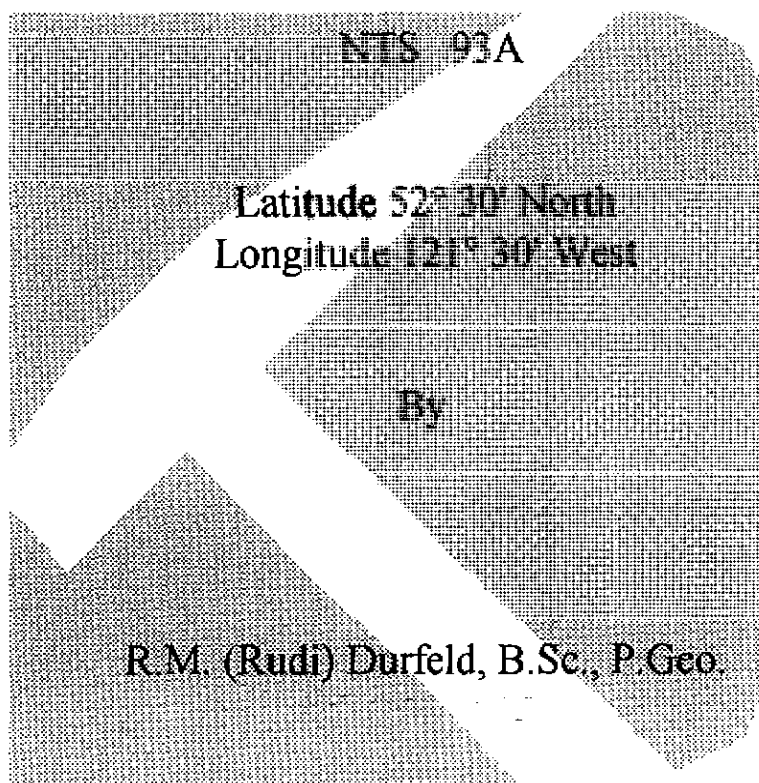 NTS 93A
Latitude 52° 30' North
Longitude 121° 30' West
By
R.M. (Rudi) Durfeld, B.Sc., P.Geo.